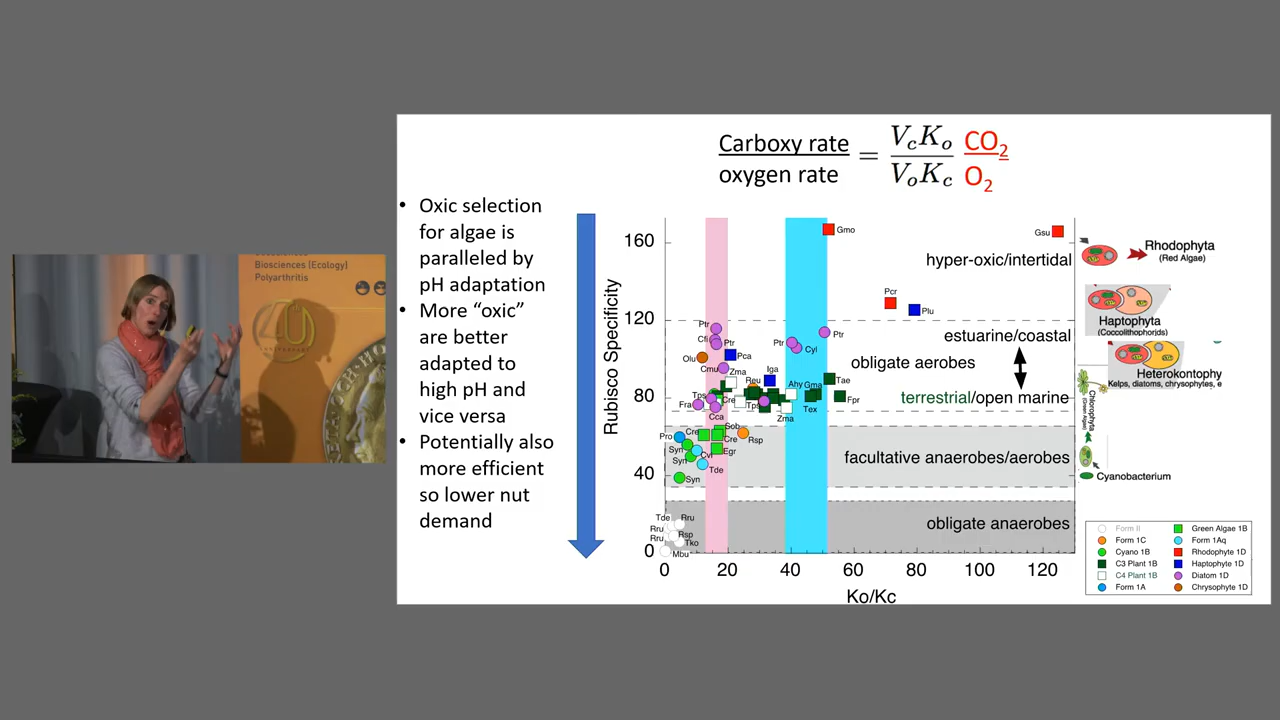 Biosciences (Ecology)
Polyarthritis
Carboxy rate
oxygen rate
= VcKo / VoKc CO2 / O2
• Oxic selection
for algae is
paralleled by
pH adaptation
• More “oxic”
are better
adapted to
high pH and
vice versa
• Potentially also
more efficient
so lower nut
demand
Rubisco Specificity
160
120
80
40
0
0 20 40 60 80 100 120
Ko/Kc
Gmo
Gsu
hyper-oxic/intertidal
Pcr
Plu
estuarine/coastal
obligate aerobes
terrestrial/open marine
facultative anaerobes/aerobes
obligate anaerobes
Ptr
Ptr
Ptr
Ptr
Cyl
Olu
Pca
Cmu
Zma
Iga
Reu
Ahy Gma
Tae
Tps
Fra
Cre
Tps
Tex
Fpr
Cca
Zma
Sob
Cre
Cre
Rsp
Pro
Syn
Cvi
Egr
Syn
Tde
Syn
Tde
Rru
Rru
Rsp
Rru
Tko
Mbu
Rhodophyta
(Red Algae)
Haptophyta
(Coccolithophorids)
Heterokontophy
Kelps, diatoms, chrysophytes, e
Chlorophyta
(Green Algae)
Cyanobacterium
Form II
Form 1C
Cyano 1B
C3 Plant 1B
C4 Plant 1B
Form 1A
Green Algae 1B
Form 1Aq
Rhodophyte 1D
Haptophyte 1D
Diatom 1D
Chrysophyte 1D